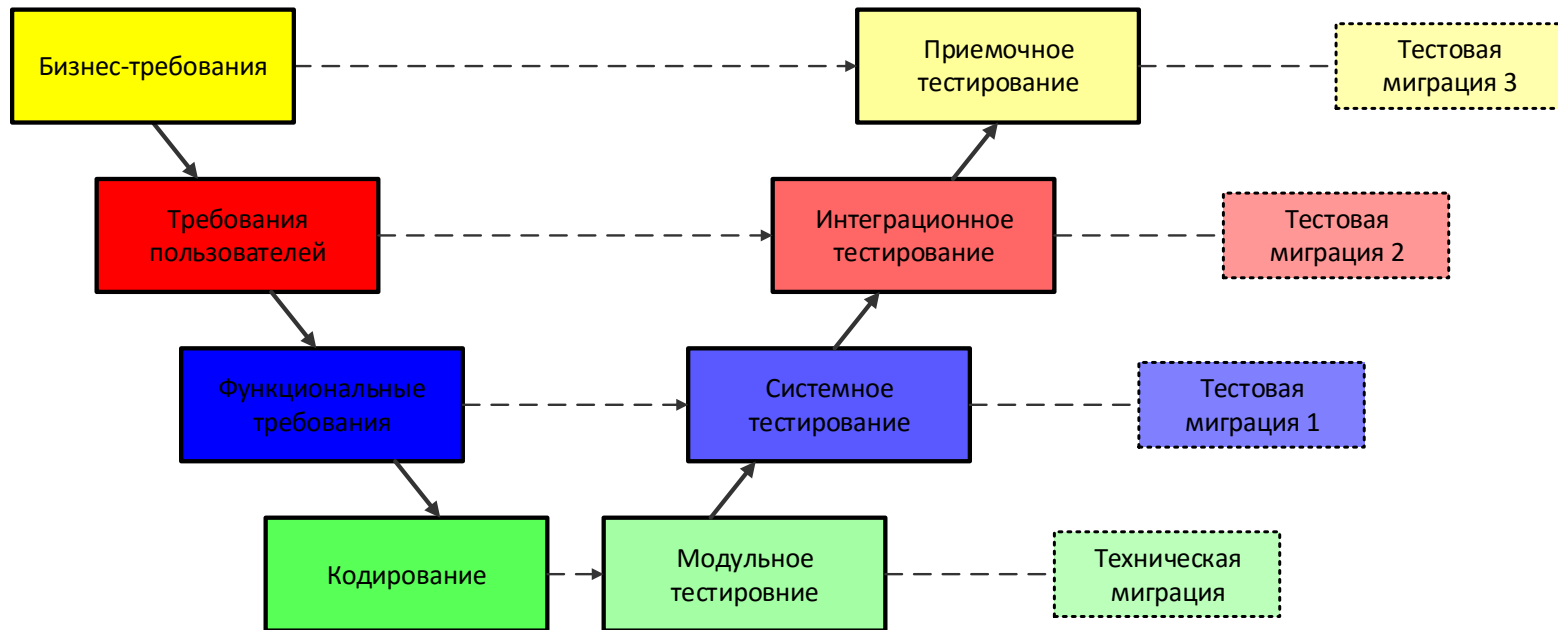 Бизнес-требования
Приемочное
тестирование
Тестовая
миграция 3
Требования
пользователей
Интеграционное
тестирование
Тестовая
миграция 2
Функциональные
требования
Системное
тестирование
Тестовая
миграция 1
Кодирование
Модульное
тестировние
Техническая
миграция